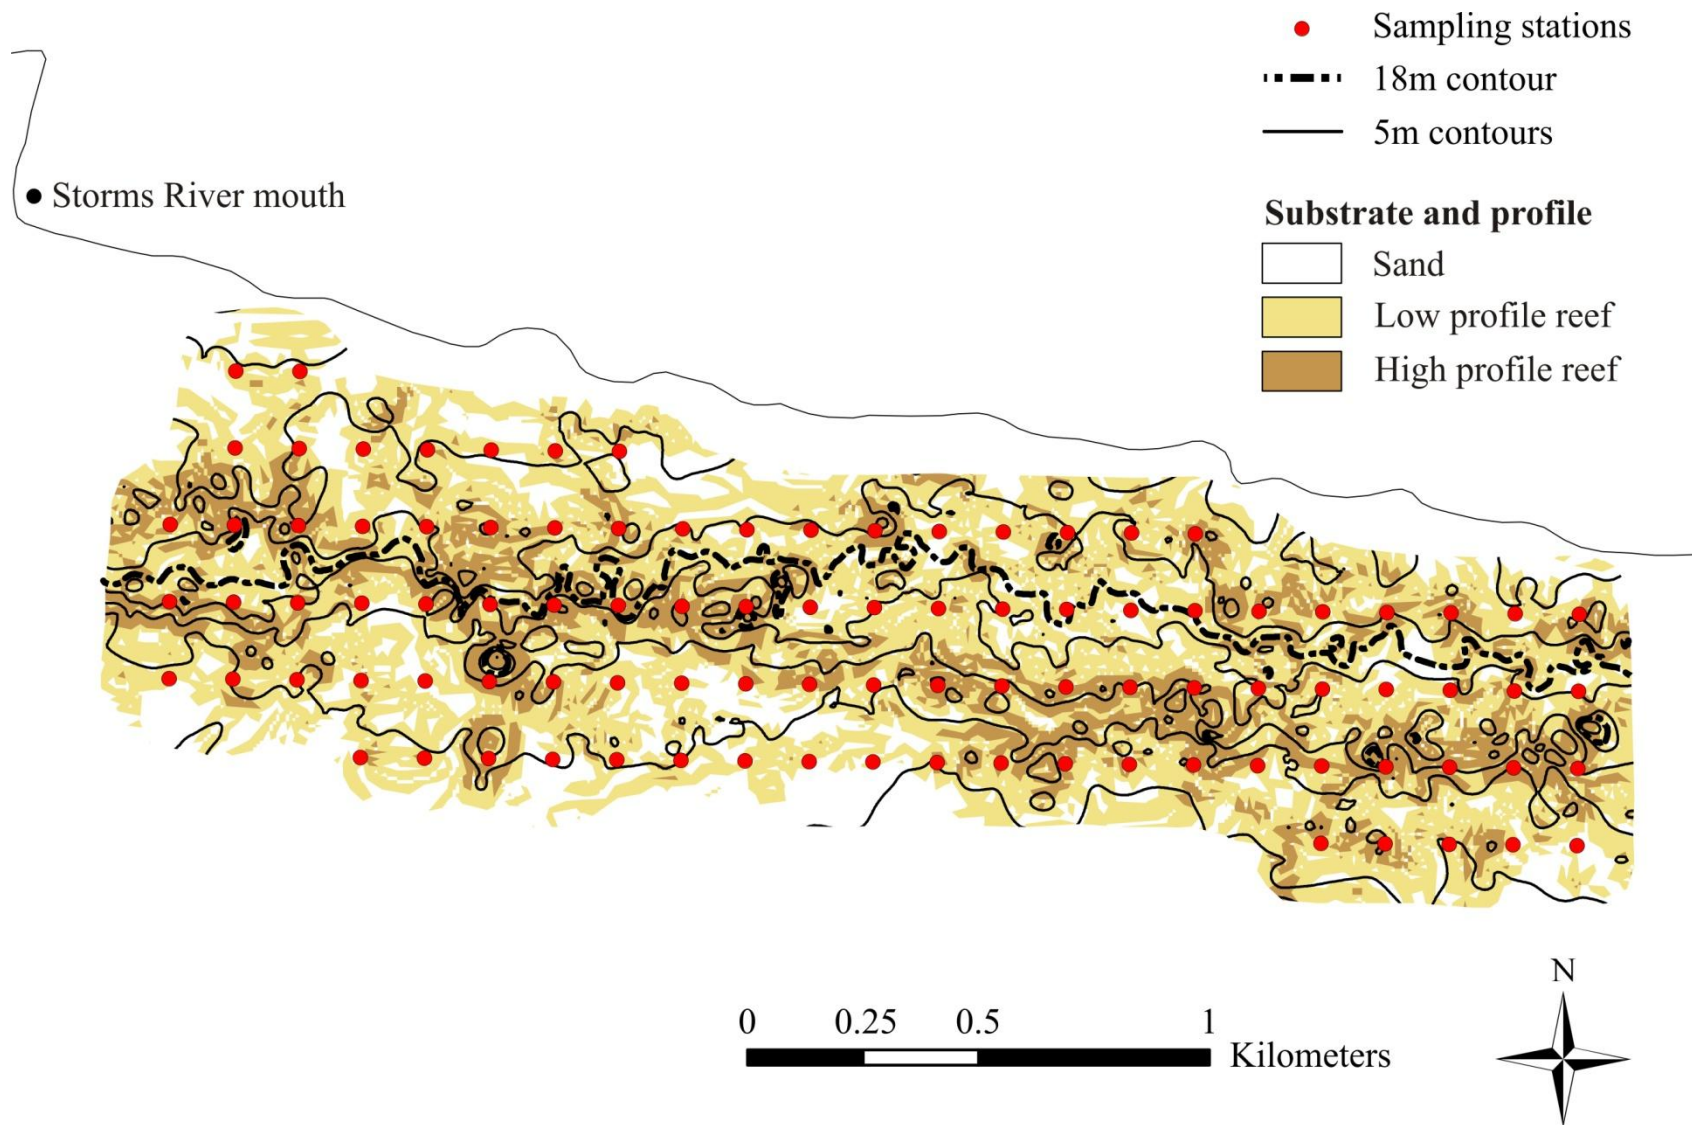 Sampling stations
18m contour
5m contours
Storms River mouth
Substrate and profile
Sand
Low profile reef
High profile reef
N
0 0.25 0.5 1
Kilometers